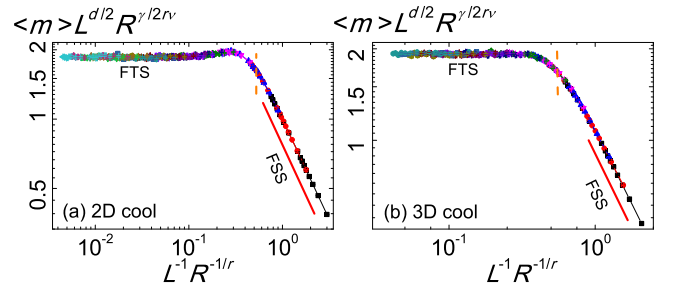 <m>L^{d/2}R^{γ/2rν} <m>L^{d/2}R^{γ/2rν}
2 2
FTS FTS
1.5 1.5
1 1
FSS FSS
0.5
(a) 2D cool (b) 3D cool
10^{-2} 10^{-1} 10^{0} 10^{-1} 10^{0}
L^{-1}R^{-1/r} L^{-1}R^{-1/r}